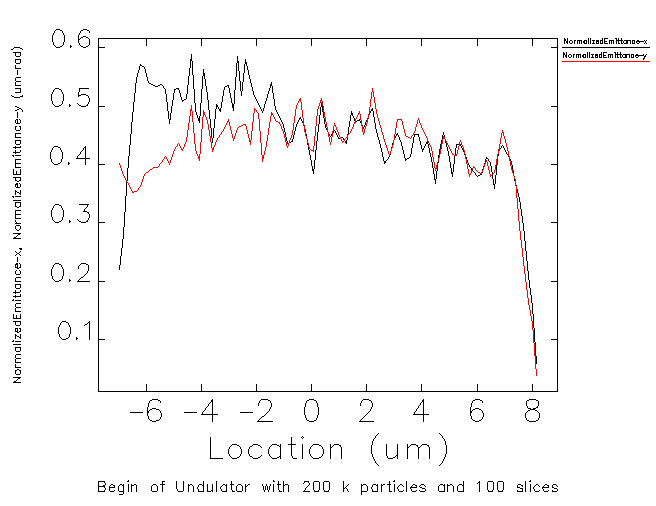 NormalizedEmittance-x
NormalizedEmittance-y
NormalizedEmittance-x, NormalizedEmittance-y (um-rad)
0.6
0.5
0.4
0.3
0.2
0.1
-6 -4 -2 0 2 4 6 8
Location (um)
Begin of Undulator with 200 k particles and 100 slices